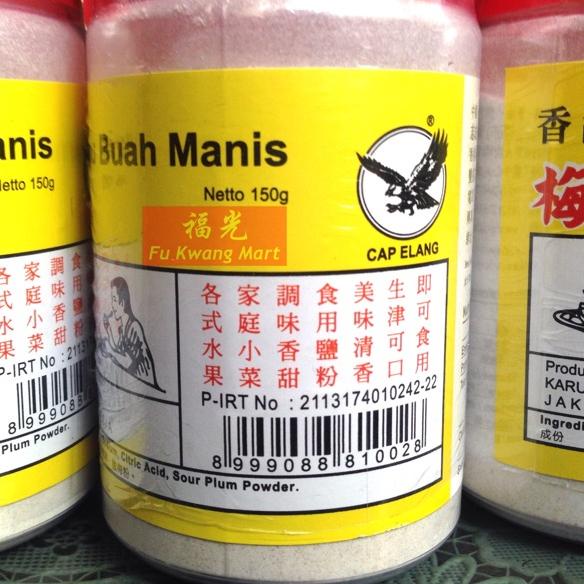 anis
Netto 150g
各家調食
式庭味用
水小香鹽
果菜甜粉
P-IRT No : 2113
8 999088
Plum Powder.
Buah Manis
Netto 150g
福光
Fu Kwang Mart
®
CAP ELANG
各家調食美生即
式庭味用味津可
水小香鹽清可食
果菜甜粉香口用
P-IRT No : 2113174010242-22
8 999088 810028
Citric Acid, Sour Plum Powder.
香
梅
Produ
KARU
JAK
Ingredi
成份